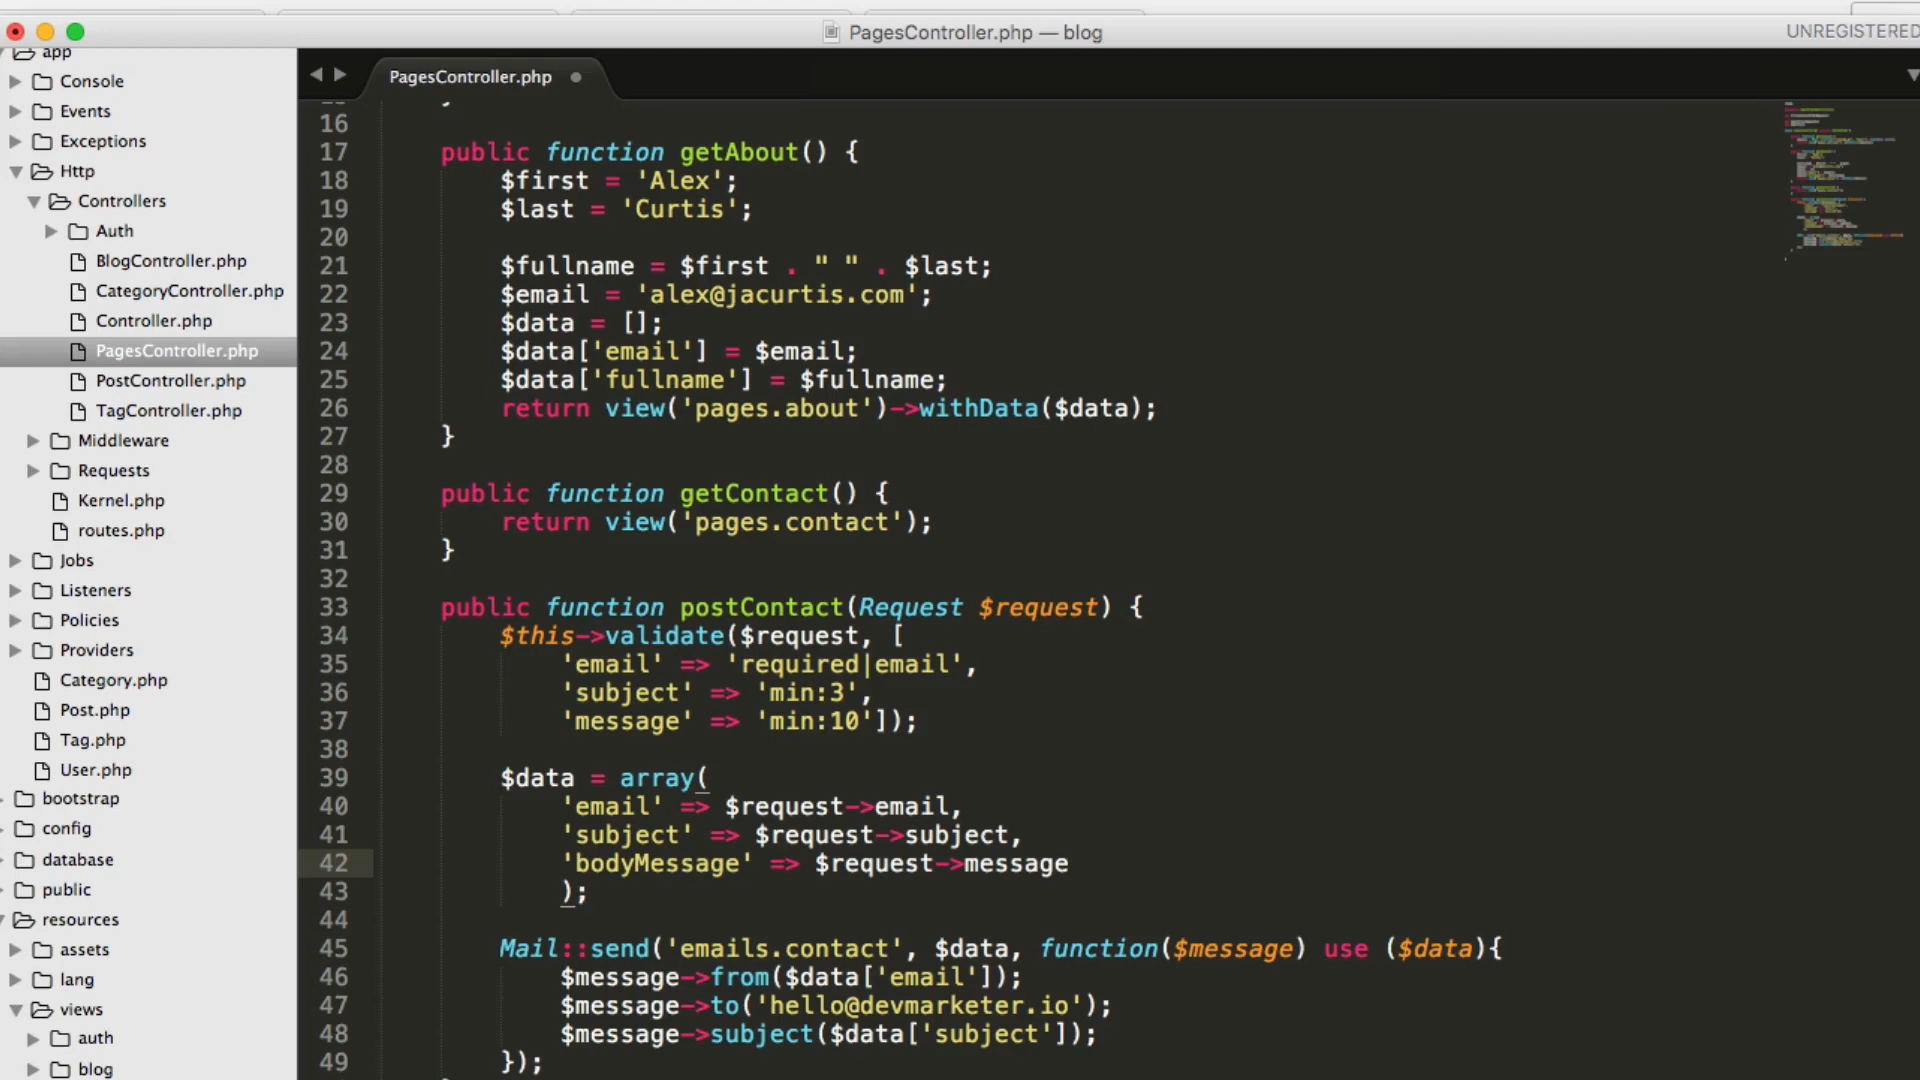 PagesController.php — blog
UNREGISTERED
app
Console
Events
Exceptions
Http
Controllers
Auth
BlogController.php
CategoryController.php
Controller.php
PagesController.php
PostController.php
TagController.php
Middleware
Requests
Kernel.php
routes.php
Jobs
Listeners
Policies
Providers
Category.php
Post.php
Tag.php
User.php
bootstrap
config
database
public
resources
assets
lang
views
auth
blog
PagesController.php
16
17 public function getAbout() {
18 $first = 'Alex';
19 $last = 'Curtis';
20
21 $fullname = $first . " " . $last;
22 $email = 'alex@jacurtis.com';
23 $data = [];
24 $data['email'] = $email;
25 $data['fullname'] = $fullname;
26 return view('pages.about')->withData($data);
27 }
28
29 public function getContact() {
30 return view('pages.contact');
31 }
32
33 public function postContact(Request $request) {
34 $this->validate($request, [
35 'email' => 'required|email',
36 'subject' => 'min:3',
37 'message' => 'min:10']);
38
39 $data = array(
40 'email' => $request->email,
41 'subject' => $request->subject,
42 'bodyMessage' => $request->message
43 );
44
45 Mail::send('emails.contact', $data, function($message) use ($data){
46 $message->from($data['email']);
47 $message->to('hello@devmarketer.io');
48 $message->subject($data['subject']);
49 });